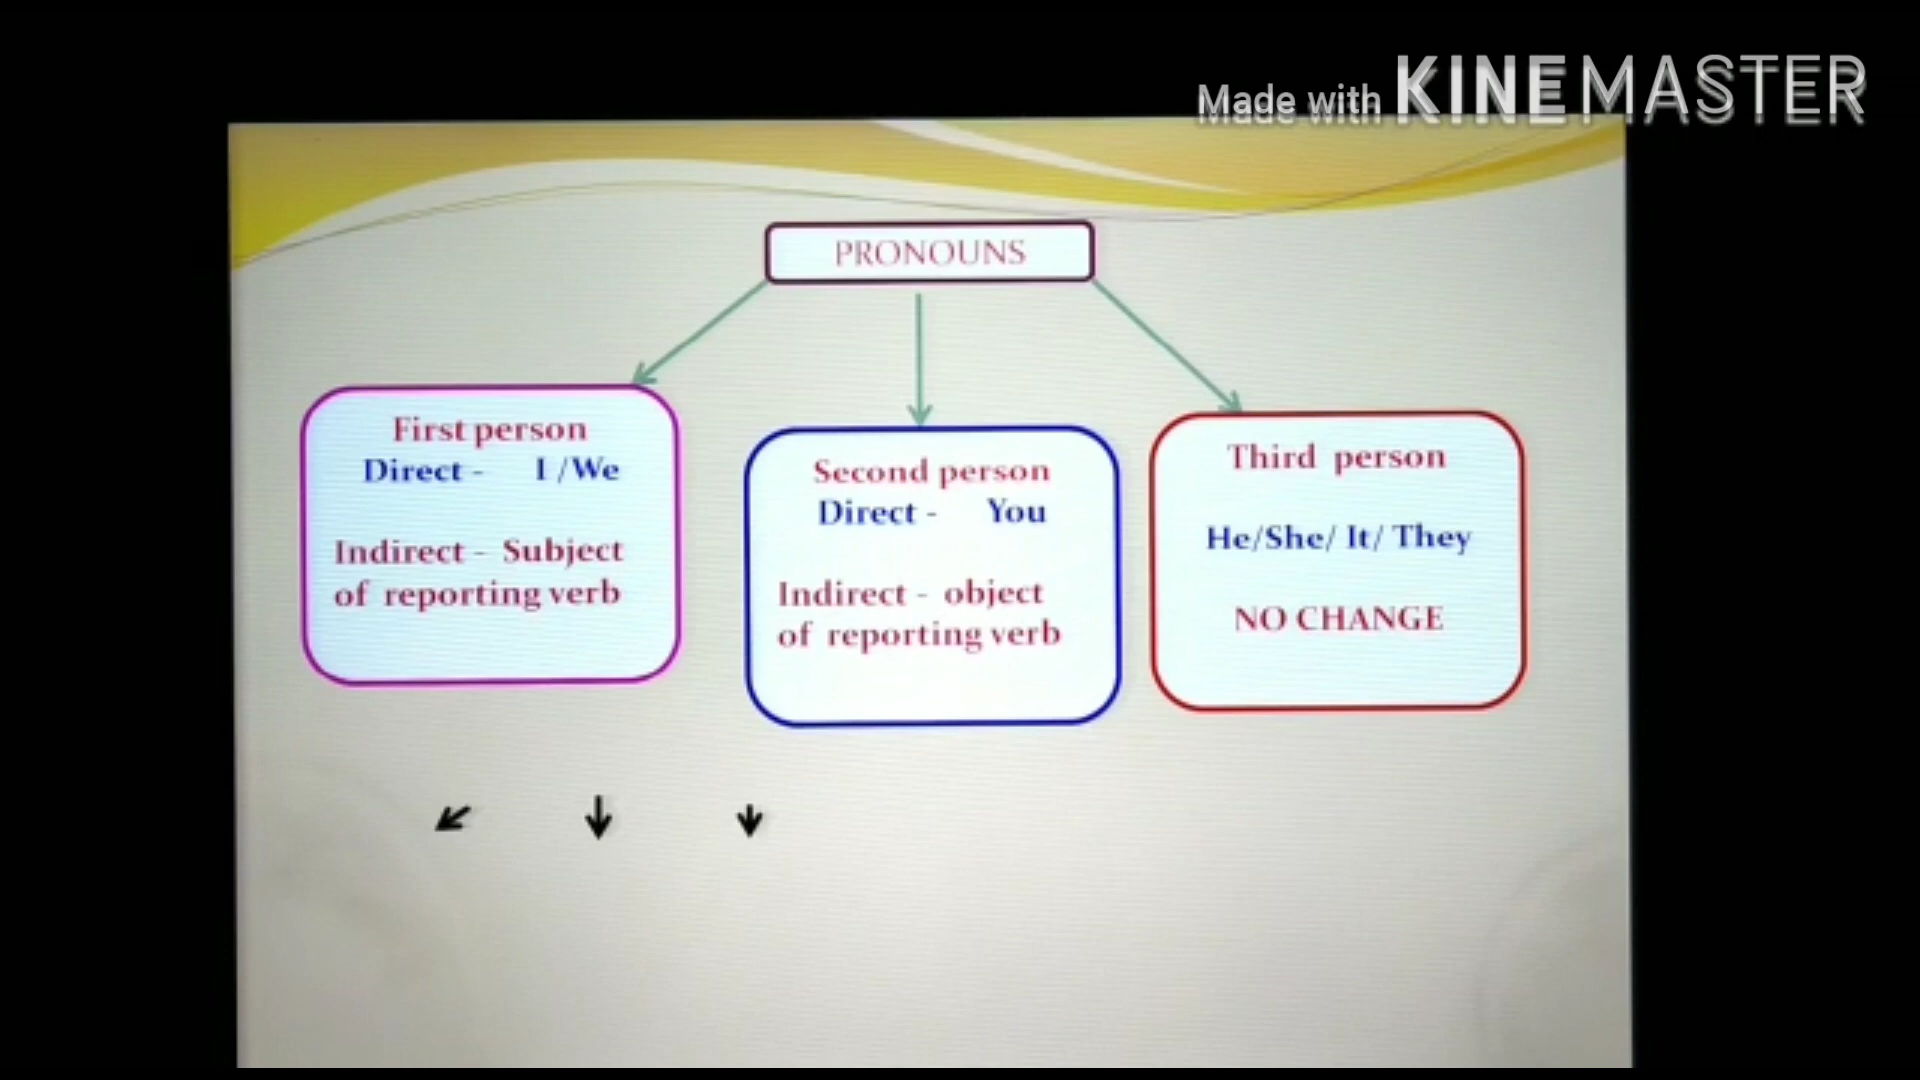 Made with KINEMASTER
PRONOUNS
First person
Direct - I /We
Indirect - Subject
of reporting verb
Second person
Direct - You
Indirect - object
of reporting verb
Third person
He/She/ It/ They
NO CHANGE